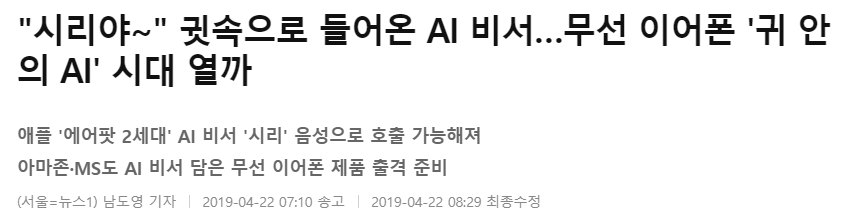 "시리야~" 귓속으로 들어온 AI 비서…무선 이어폰 '귀 안
의 AI' 시대 열까
애플 '에어팟 2세대' AI 비서 '시리' 음성으로 호출 가능해져
아마존·MS도 AI 비서 담은 무선 이어폰 제품 출격 준비
(서울=뉴스1) 남도영 기자 | 2019-04-22 07:10 송고 | 2019-04-22 08:29 최종수정